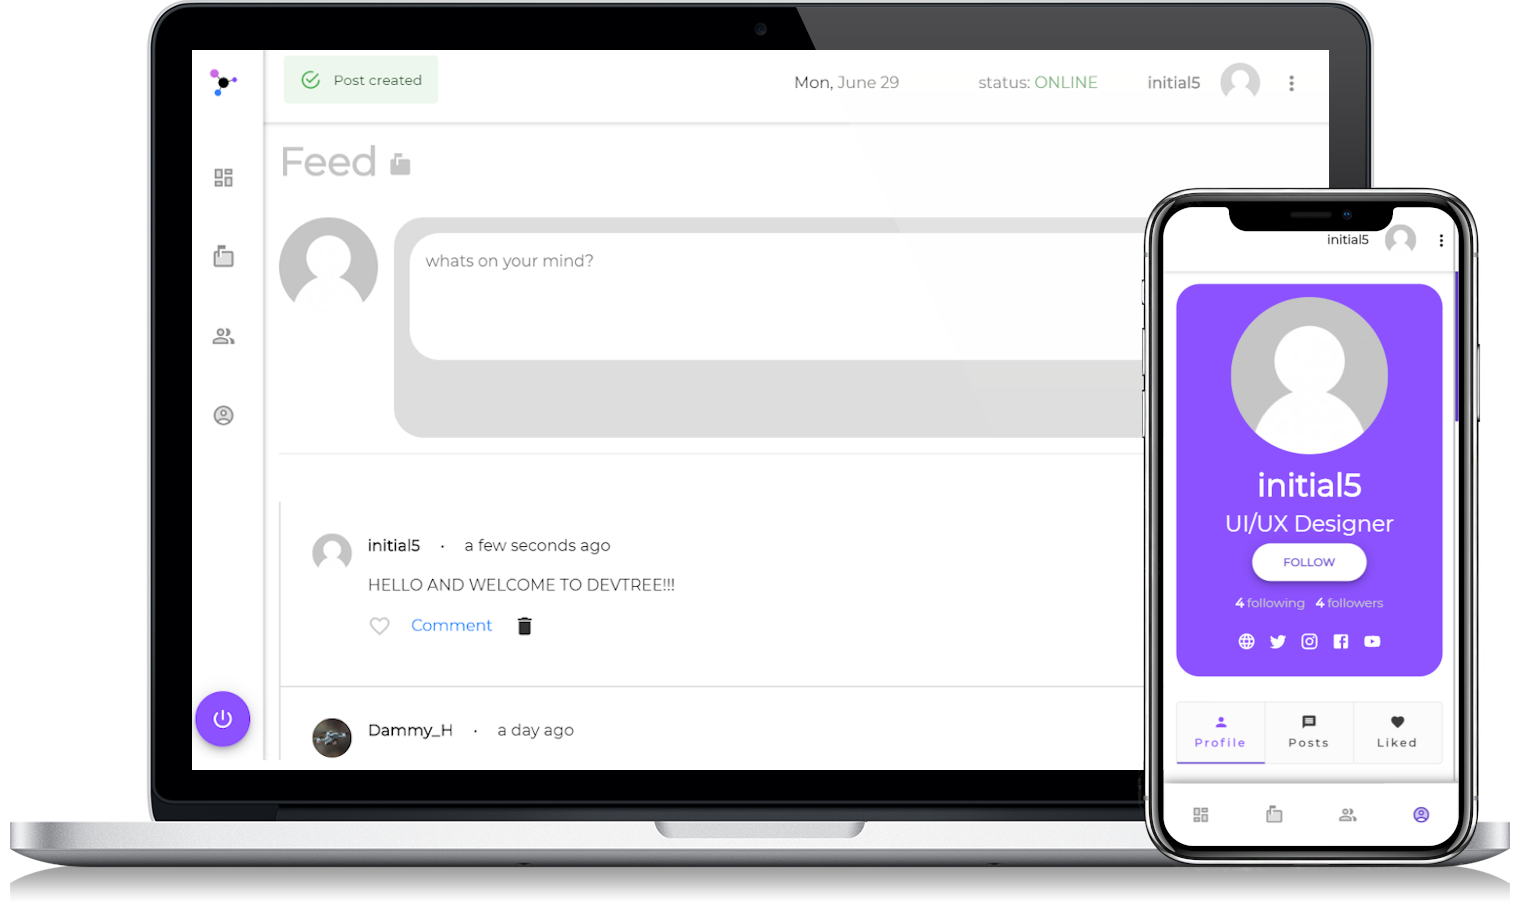 Post created
Mon, June 29
status: ONLINE
initial5
Feed
whats on your mind?
initial5 · a few seconds ago
HELLO AND WELCOME TO DEVTREE!!!
Comment
Dammy_H · a day ago
initial5
initial5
UI/UX Designer
FOLLOW
4 following 4 followers
Profile
Posts
Liked